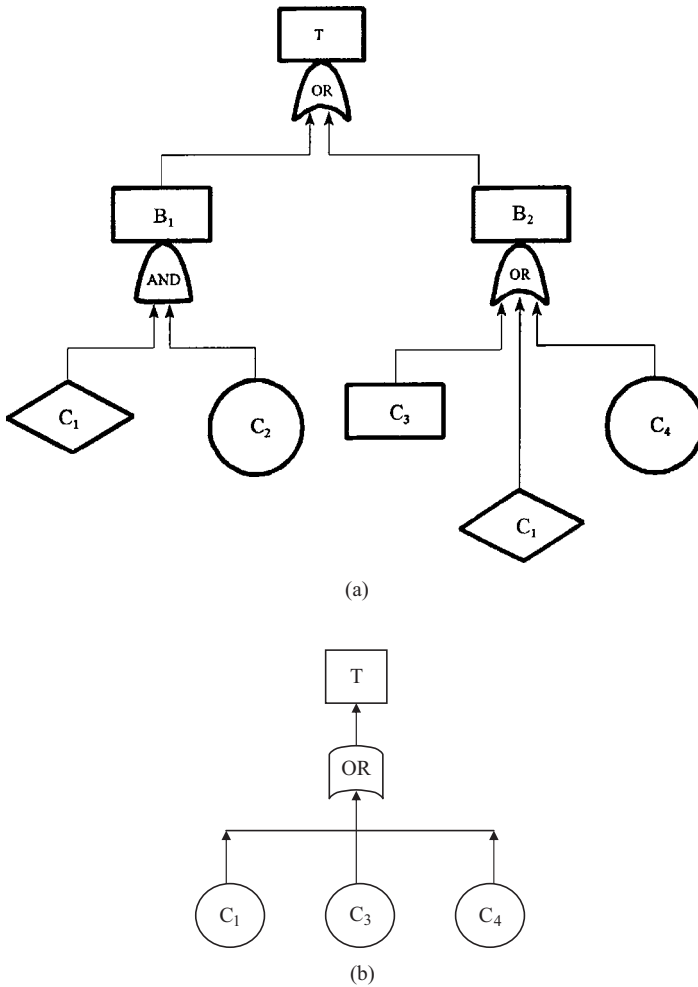 T
OR
B₁ B₂
AND OR
C₁ C₂ C₃ C₄
C₁
(a)
T
OR
C₁ C₃ C₄
(b)